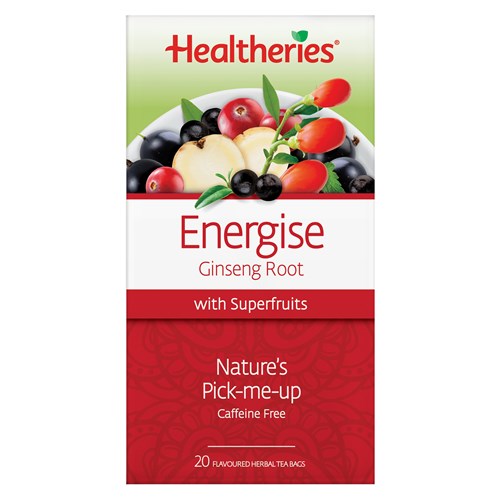 Healtheries®
Energise
Ginseng Root
with Superfruits
Nature's
Pick-me-up
Caffeine Free
20 FLAVOURED HERBAL TEA BAGS